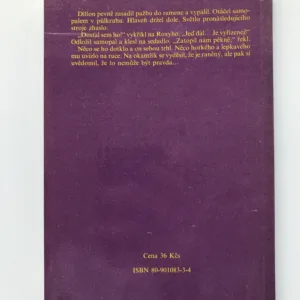 Dillon pevně zasadil pažbu do ramene a vypálil. Otáčel samo-
palem v půlkruhu. Hlaveň držel dole. Světlo pronásledujícího
stroje zhaslo.
„Dostal sem ho!“ vykřikl na Roxyho. „Jeď dál... Je vyřízenej!“
Odložil samopal a klesl na sedadlo. „Zatopil nám pěkně,“ řekl.
Něco se ho dotklo a on sebou trhl. Něco horkého a lepkavého
mu uvízlo na ruce. Na okamžik se vyděsil, že je raněný, ale pak si
uvědomil, že to nemůže být pravda...
Cena 36 Kčs
ISBN 80-901083-3-4